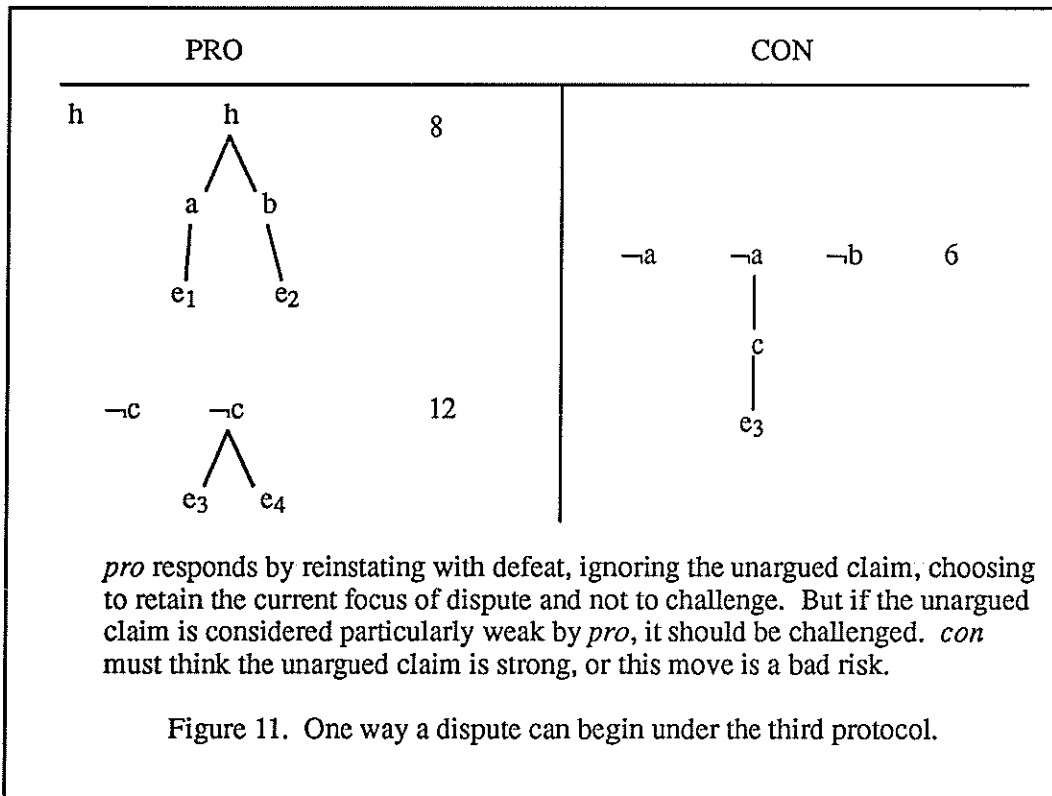 PRO CON
h h 8
a b
¬a ¬a ¬b 6
e1 e2
c
¬c ¬c 12
e3
e3 e4
pro responds by reinstating with defeat, ignoring the unargued claim, choosing
to retain the current focus of dispute and not to challenge. But if the unargued
claim is considered particularly weak by pro, it should be challenged. con
must think the unargued claim is strong, or this move is a bad risk.
Figure 11. One way a dispute can begin under the third protocol.